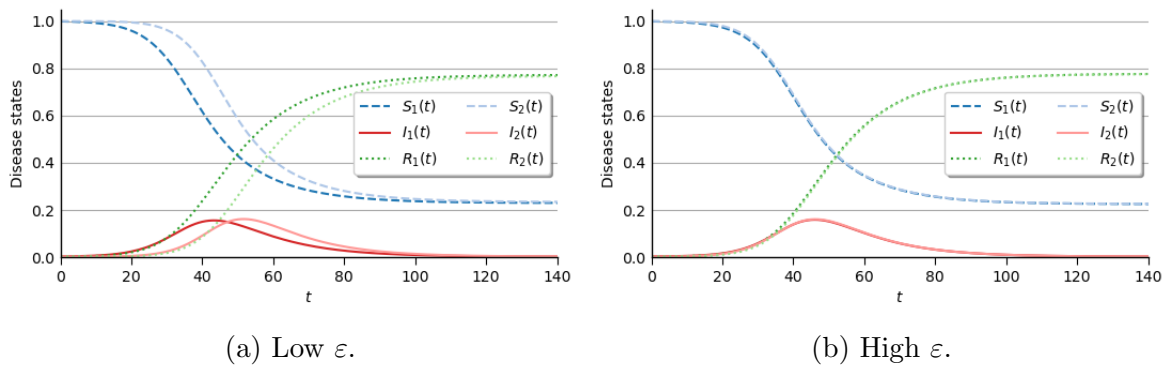 1.0
0.8
0.6
0.4
0.2
0.0
Disease states
0 20 40 60 80 100 120 140
t
S₁(t) S₂(t)
I₁(t) I₂(t)
R₁(t) R₂(t)
(a) Low ε.
1.0
0.8
0.6
0.4
0.2
0.0
Disease states
0 20 40 60 80 100 120 140
t
S₁(t) S₂(t)
I₁(t) I₂(t)
R₁(t) R₂(t)
(b) High ε.